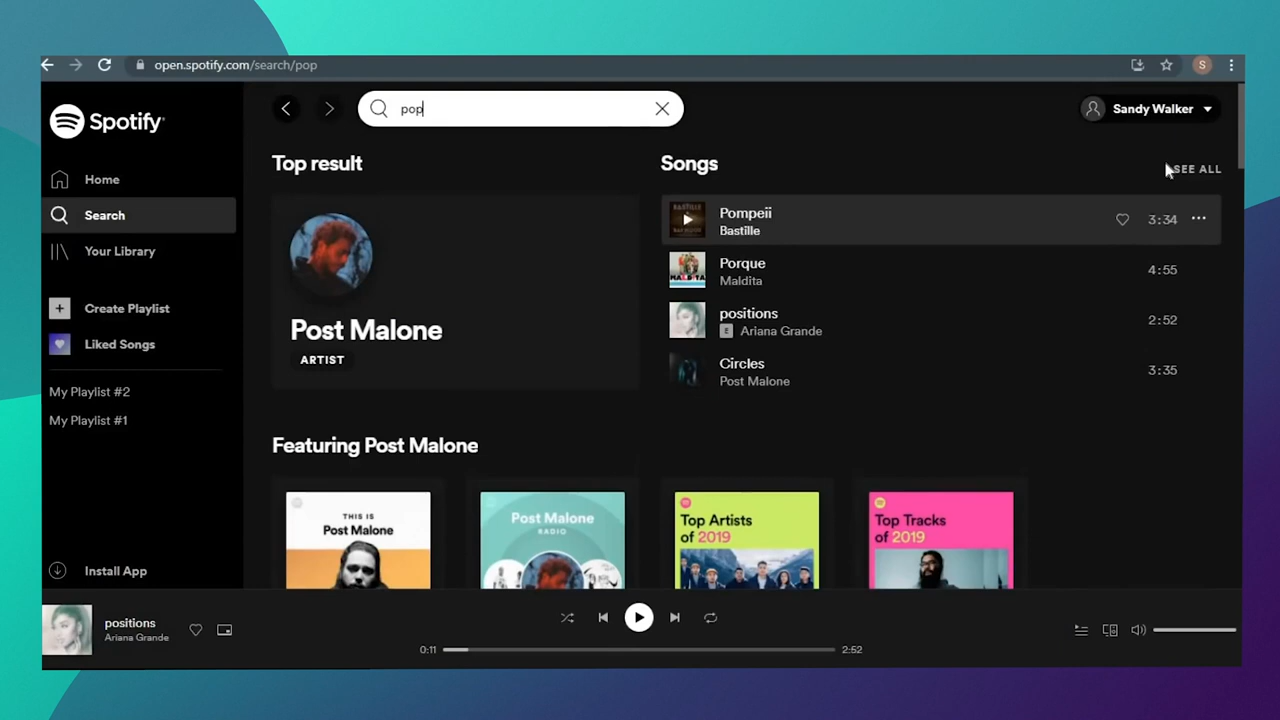 open.spotify.com/search/pop
S
Spotify
pop
Sandy Walker
Home
Search
Your Library
Create Playlist
Liked Songs
My Playlist #2
My Playlist #1
Install App
Top result
Post Malone
ARTIST
Songs
SEE ALL
BASTILLE
Pompeii
Bastille
3:34
MALDITA
Porque
Maldita
4:55
positions
E Ariana Grande
2:52
Circles
Post Malone
3:35
Featuring Post Malone
THIS IS
Post Malone
Post Malone
RADIO
Top Artists
of 2019
Top Tracks
of 2019
positions
Ariana Grande
0:11
2:52